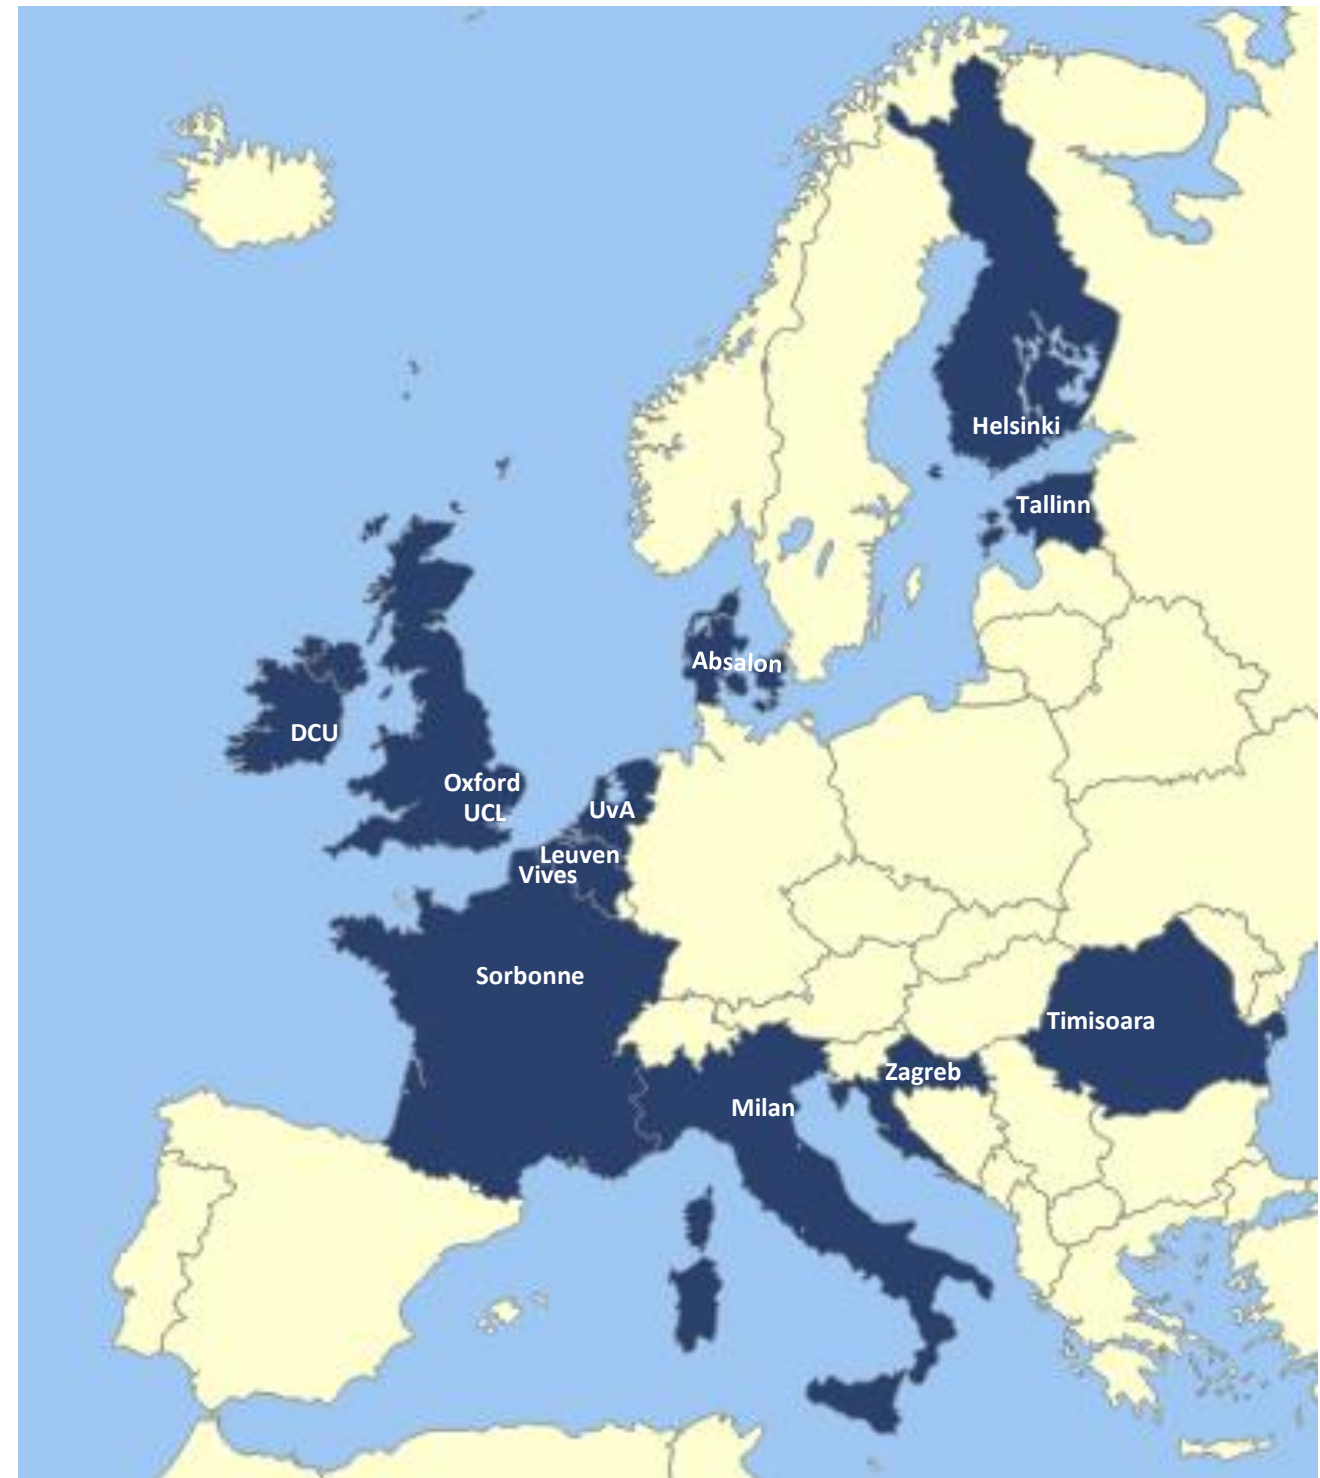 Helsinki
Tallinn
Absalon
DCU
Oxford
UCL
UvA
Leuven
Vives
Sorbonne
Timisoara
Zagreb
Milan